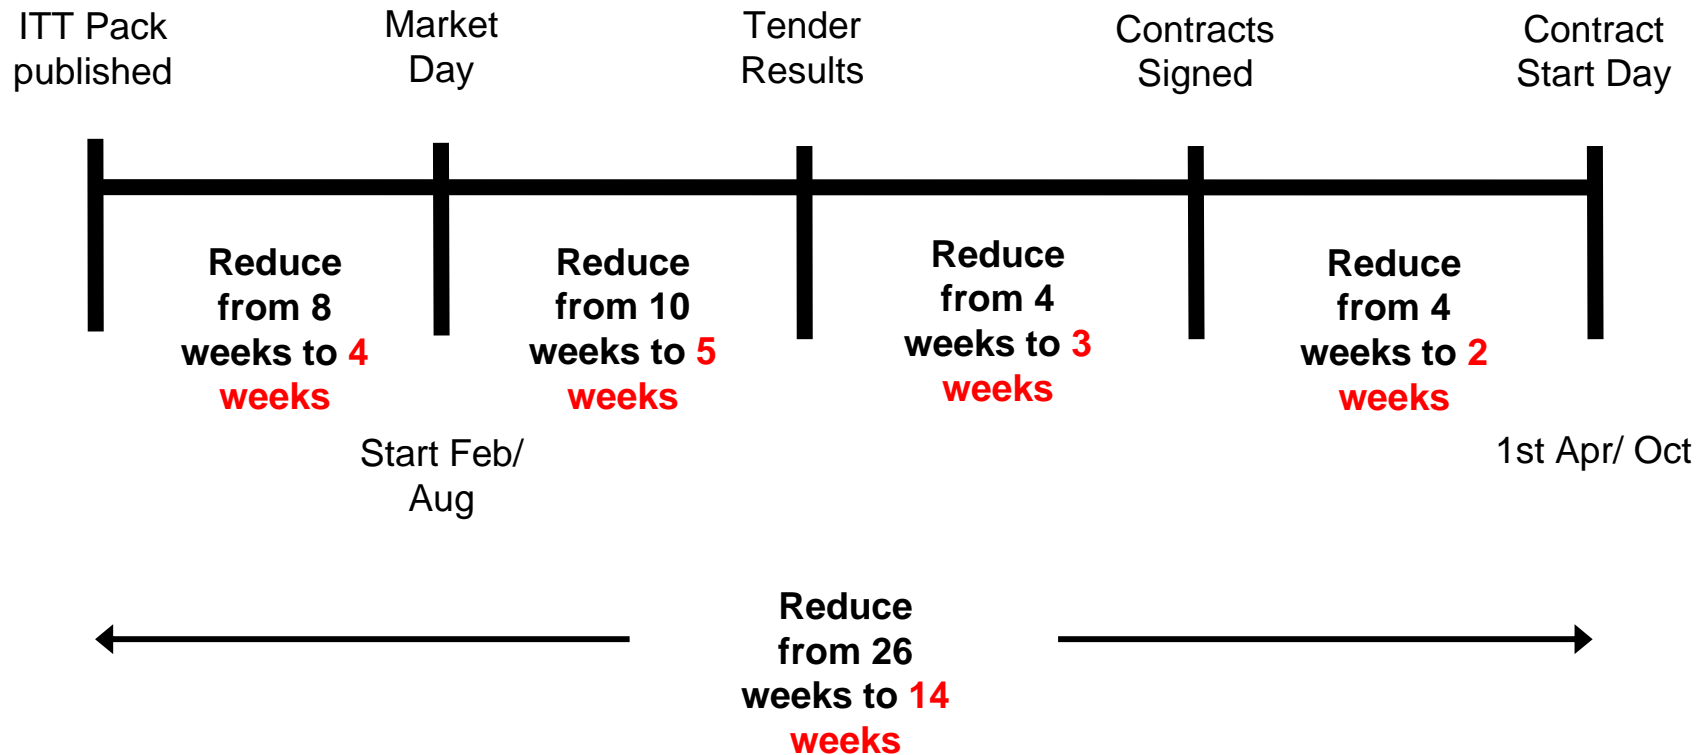 ITT Pack
published
Market
Day
Tender
Results
Contracts
Signed
Contract
Start Day
Reduce
from 8
weeks to 4
weeks
Reduce
from 10
weeks to 5
weeks
Reduce
from 4
weeks to 3
weeks
Reduce
from 4
weeks to 2
weeks
Start Feb/
Aug
1st Apr/ Oct
Reduce
from 26
weeks to 14
weeks